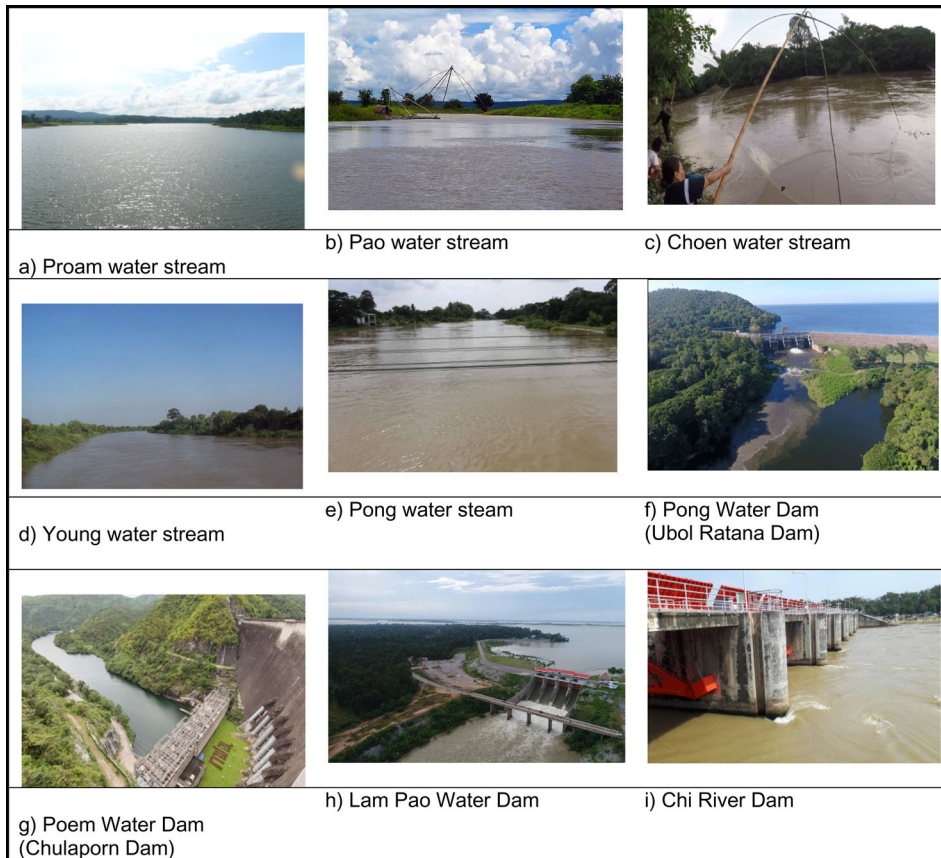 a) Proam water stream
b) Pao water stream
c) Choen water stream
d) Young water stream
e) Pong water steam
f) Pong Water Dam
(Ubol Ratana Dam)
g) Poem Water Dam
(Chulaporn Dam)
h) Lam Pao Water Dam
i) Chi River Dam